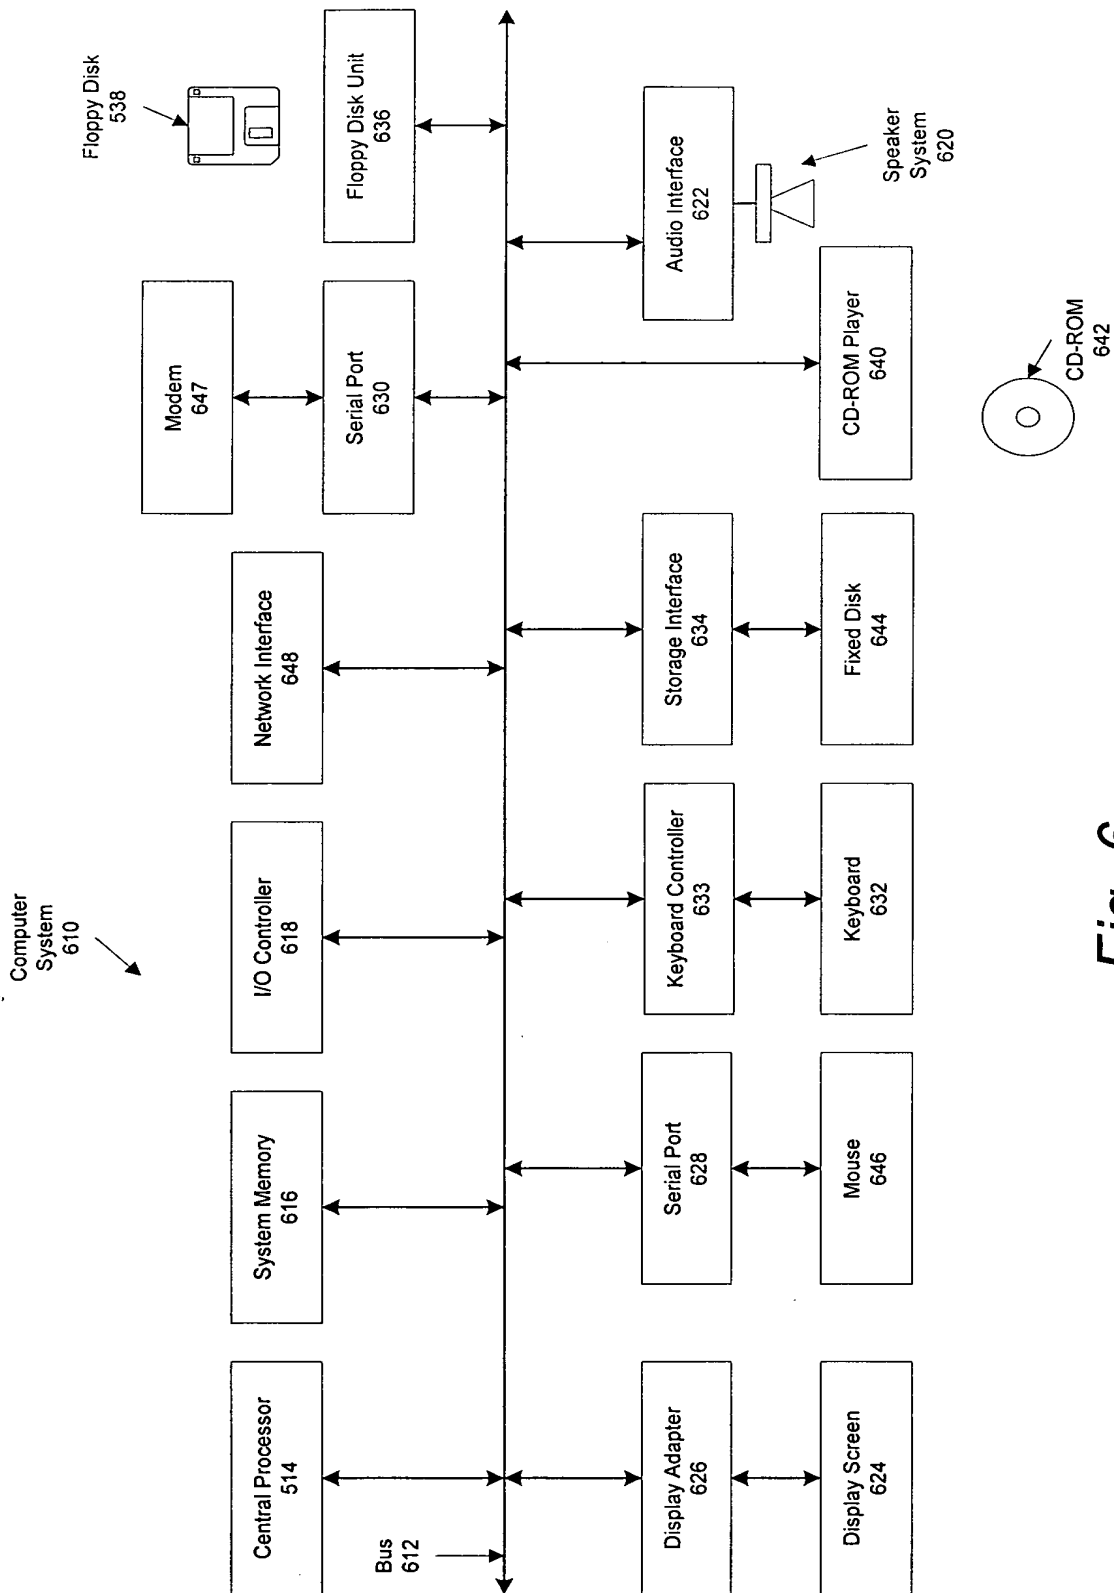 Computer
System
610
Floppy Disk
538
Modem
647
Central Processor
514
System Memory
616
I/O Controller
618
Network Interface
648
Serial Port
630
Floppy Disk Unit
636
Bus
612
Display Adapter
626
Serial Port
628
Keyboard Controller
633
Storage Interface
634
Audio Interface
622
Display Screen
624
Mouse
646
Keyboard
632
Fixed Disk
644
CD-ROM Player
640
Speaker
System
620
CD-ROM
642
Fig. 6